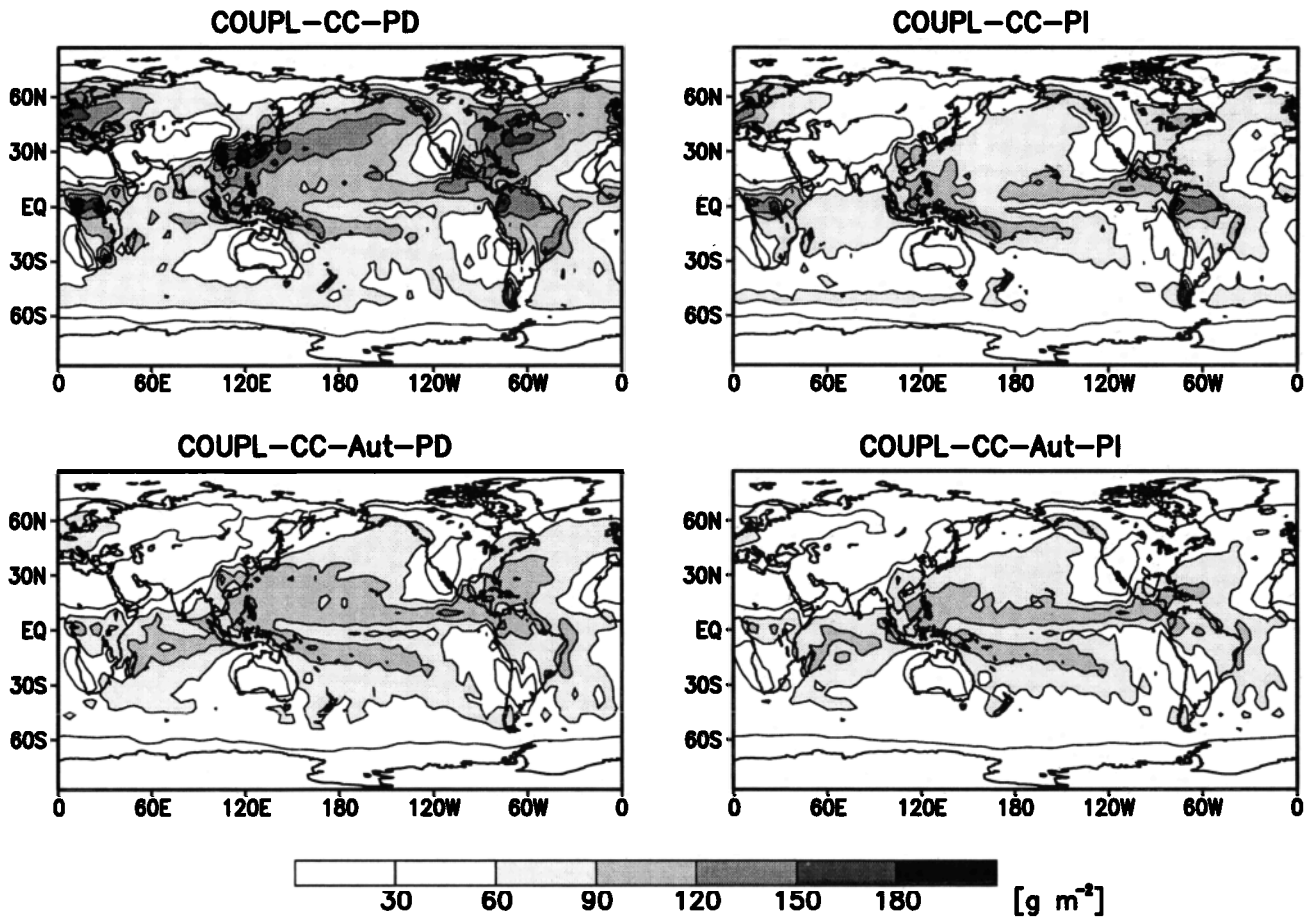 COUPL-CC-PD
COUPL-CC-PI
60N
30N
EQ
30S
60S
0 60E 120E 180 120W 60W 0
60N
30N
EQ
30S
60S
0 60E 120E 180 120W 60W 0
COUPL-CC-Aut-PD
COUPL-CC-Aut-PI
60N
30N
EQ
30S
60S
0 60E 120E 180 120W 60W 0
60N
30N
EQ
30S
60S
0 60E 120E 180 120W 60W 0
30 60 90 120 150 180 [g m⁻²]